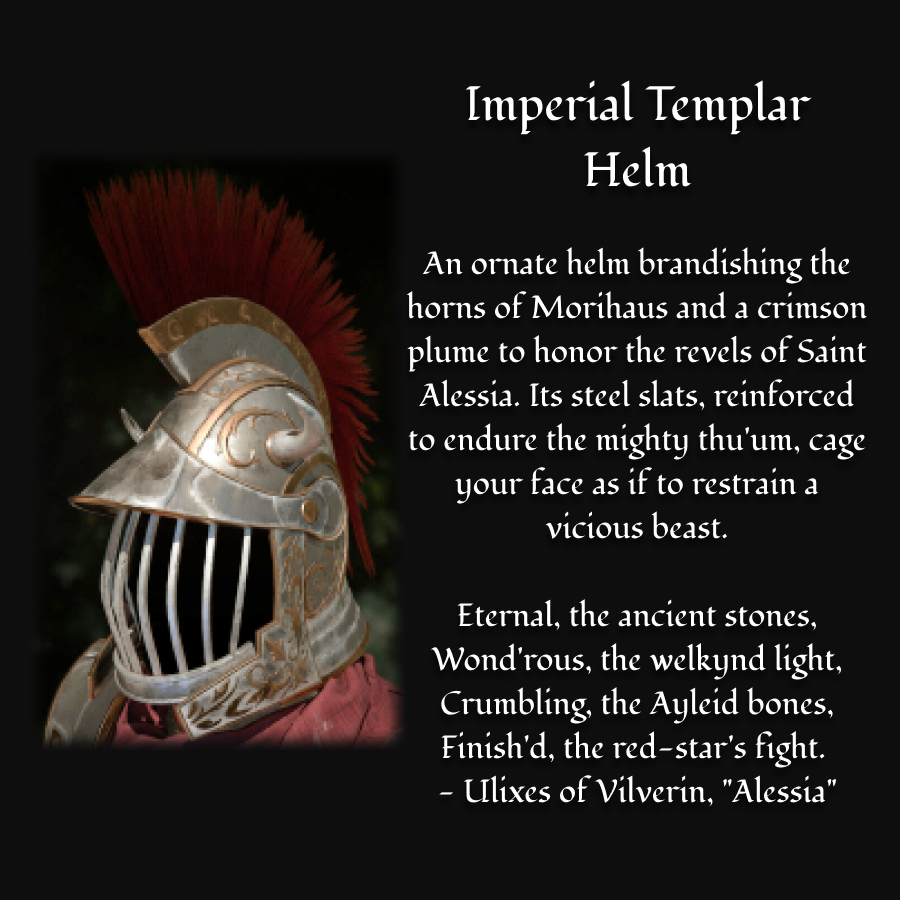 Imperial Templar
Helm
An ornate helm brandishing the
horns of Morihaus and a crimson
plume to honor the revels of Saint
Alessia. Its steel slats, reinforced
to endure the mighty thu'um, cage
your face as if to restrain a
vicious beast.
Eternal, the ancient stones,
Wond'rous, the welkynd light,
Crumbling, the Ayleid bones,
Finish'd, the red-star's fight.
- Ulixes of Vilverin, "Alessia"